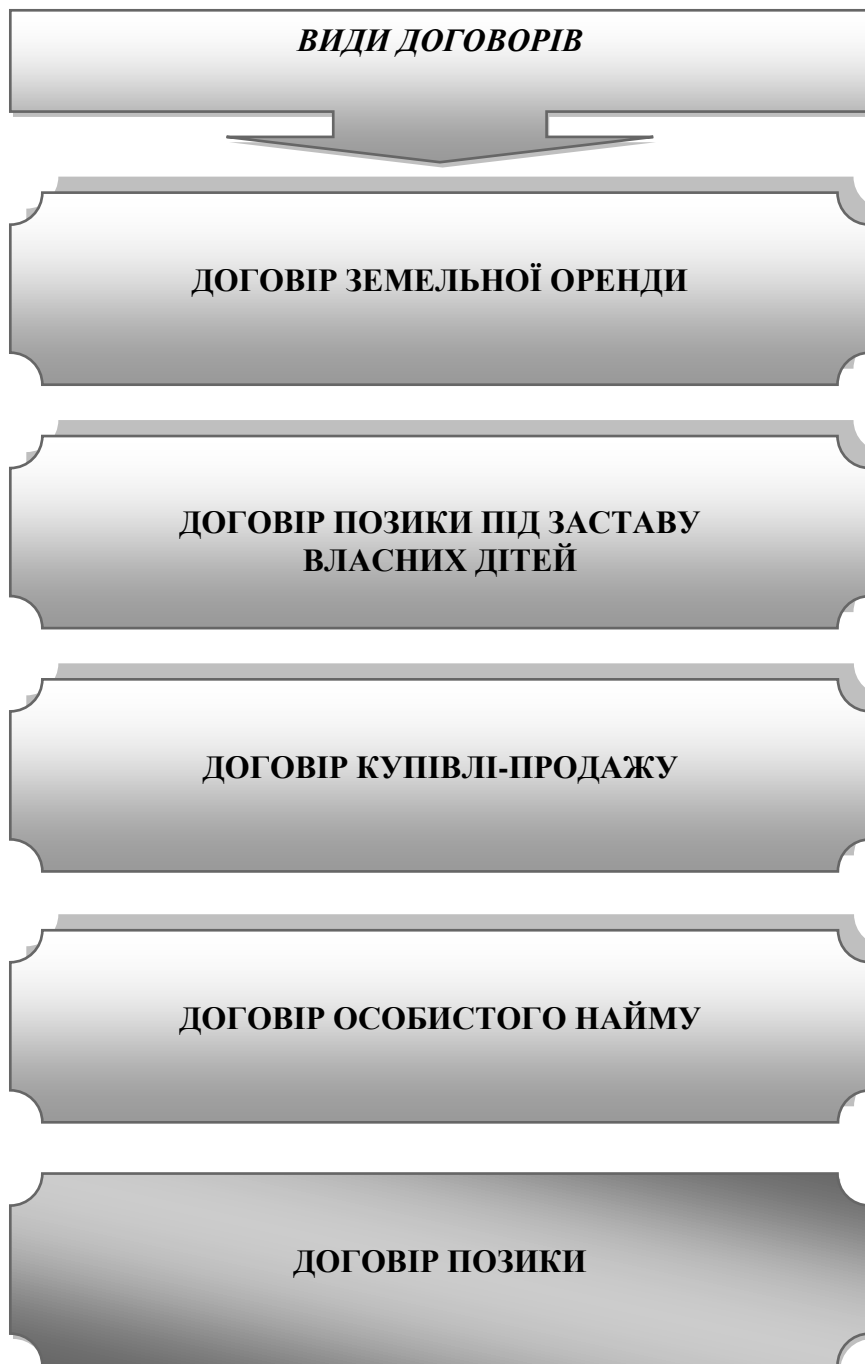 ВИДИ ДОГОВОРІВ
ДОГОВІР ЗЕМЕЛЬНОЇ ОРЕНДИ
ДОГОВІР ПОЗИКИ ПІД ЗАСТАВУ
ВЛАСНИХ ДІТЕЙ
ДОГОВІР КУПІВЛІ-ПРОДАЖУ
ДОГОВІР ОСОБИСТОГО НАЙМУ
ДОГОВІР ПОЗИКИ